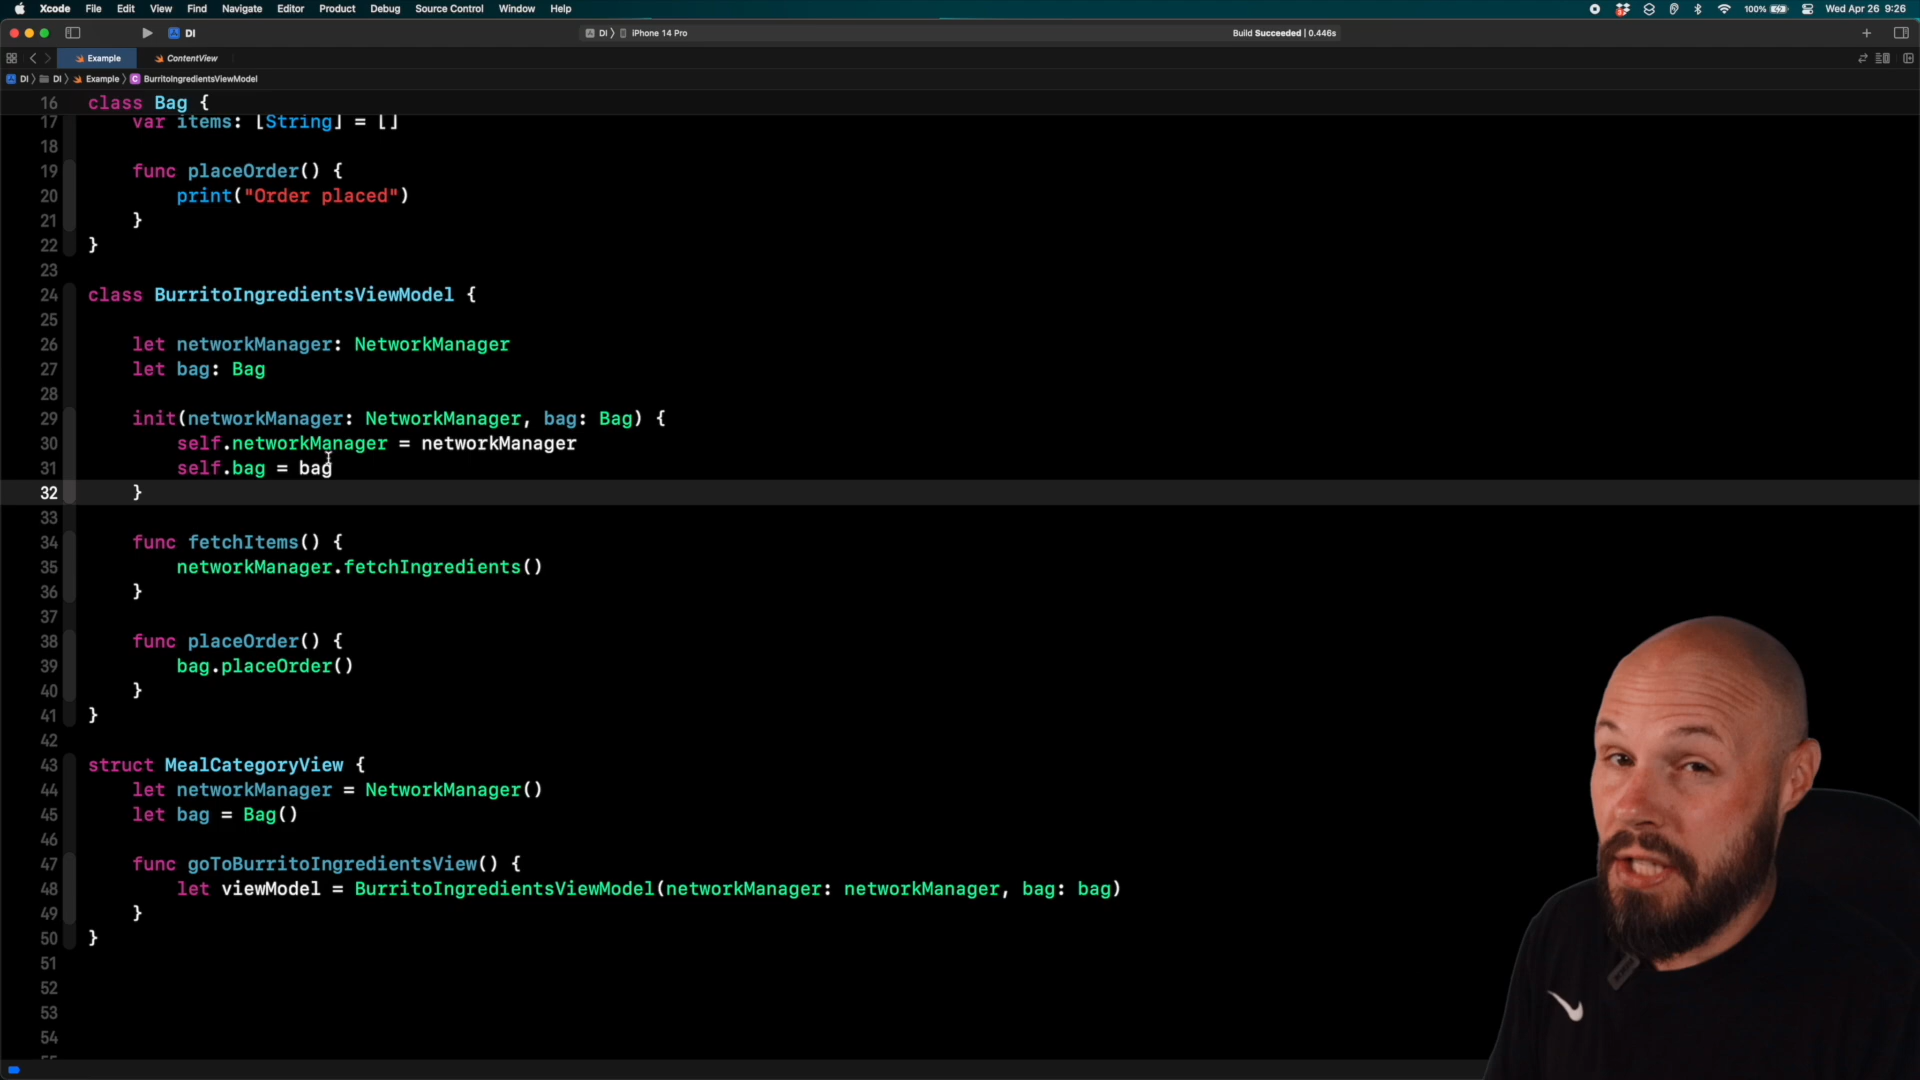 Xcode File Edit View Find Navigate Editor Product Debug Source Control Window Help 100% Wed Apr 26 9:26
DI DI 〉 iPhone 14 Pro Build Succeeded | 0.446s
Example ContentView
DI 〉 DI 〉 Example 〉 C BurritoIngredientsViewModel
16 class Bag {
17 var items: [String] = []
18
19 func placeOrder() {
20 print("Order placed")
21 }
22 }
23
24 class BurritoIngredientsViewModel {
25
26 let networkManager: NetworkManager
27 let bag: Bag
28
29 init(networkManager: NetworkManager, bag: Bag) {
30 self.networkManager = networkManager
31 self.bag = bag
32 }
33
34 func fetchItems() {
35 networkManager.fetchIngredients()
36 }
37
38 func placeOrder() {
39 bag.placeOrder()
40 }
41 }
42
43 struct MealCategoryView {
44 let networkManager = NetworkManager()
45 let bag = Bag()
46
47 func goToBurritoIngredientsView() {
48 let viewModel = BurritoIngredientsViewModel(networkManager: networkManager, bag: bag)
49 }
50 }
51
52
53
54